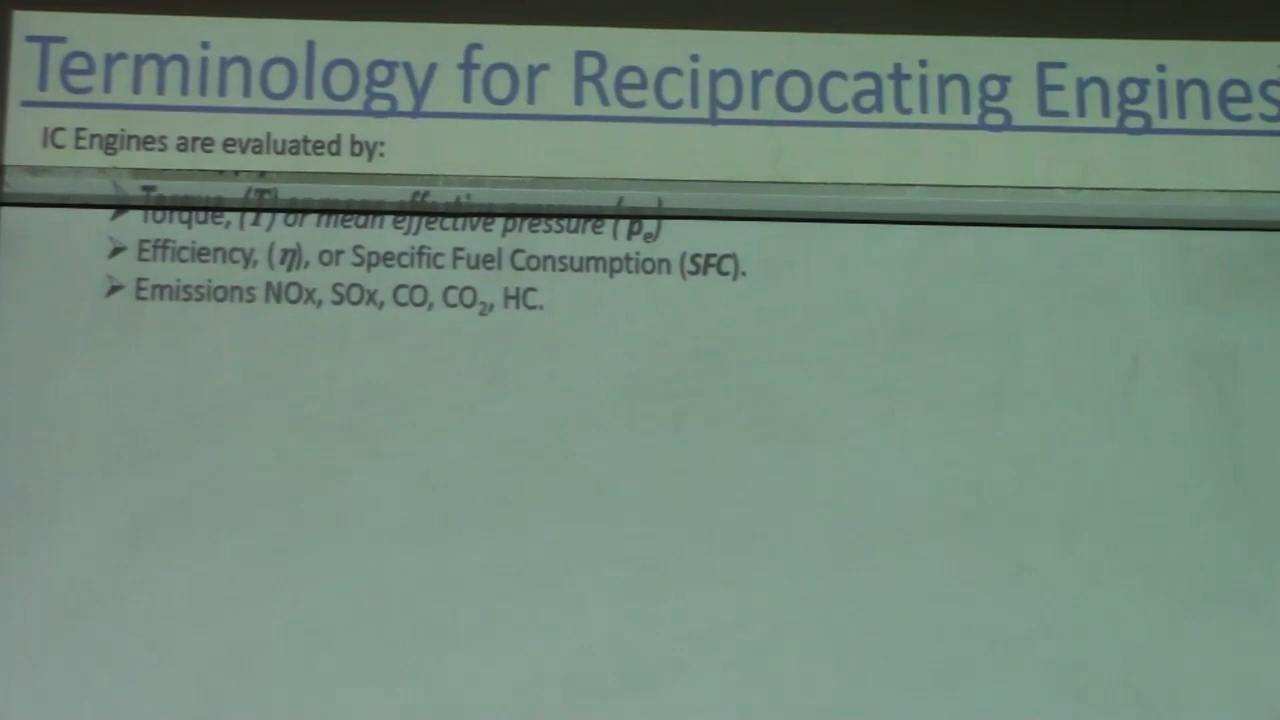 Terminology for Reciprocating Engines
IC Engines are evaluated by:
➢ Torque, (T) or mean effective pressure (pe)
➢ Efficiency, (η), or Specific Fuel Consumption (SFC).
➢ Emissions NOx, SOx, CO, CO₂, HC.